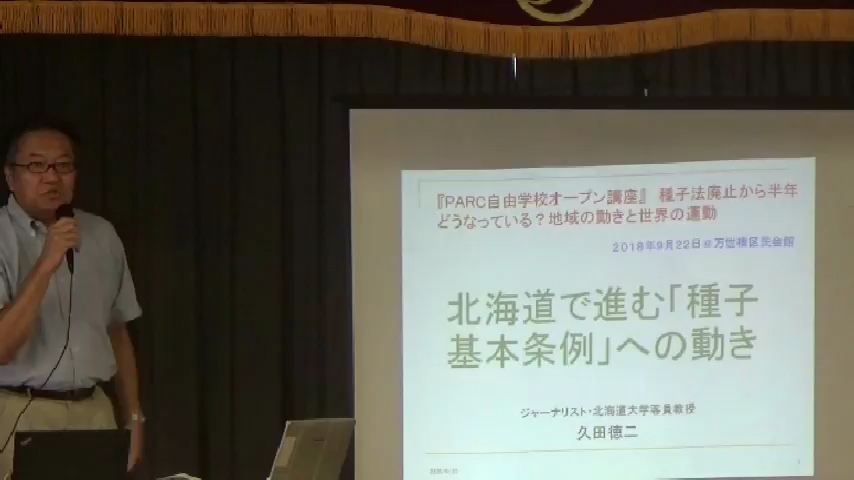 『PARC自由学校オープン講座』 種子法廃止から半年
どうなっている？地域の動きと世界の運動
2018年9月22日＠万世橋区民会館
北海道で進む「種子
基本条例」への動き
ジャーナリスト・北海道大学客員教授
久田徳二